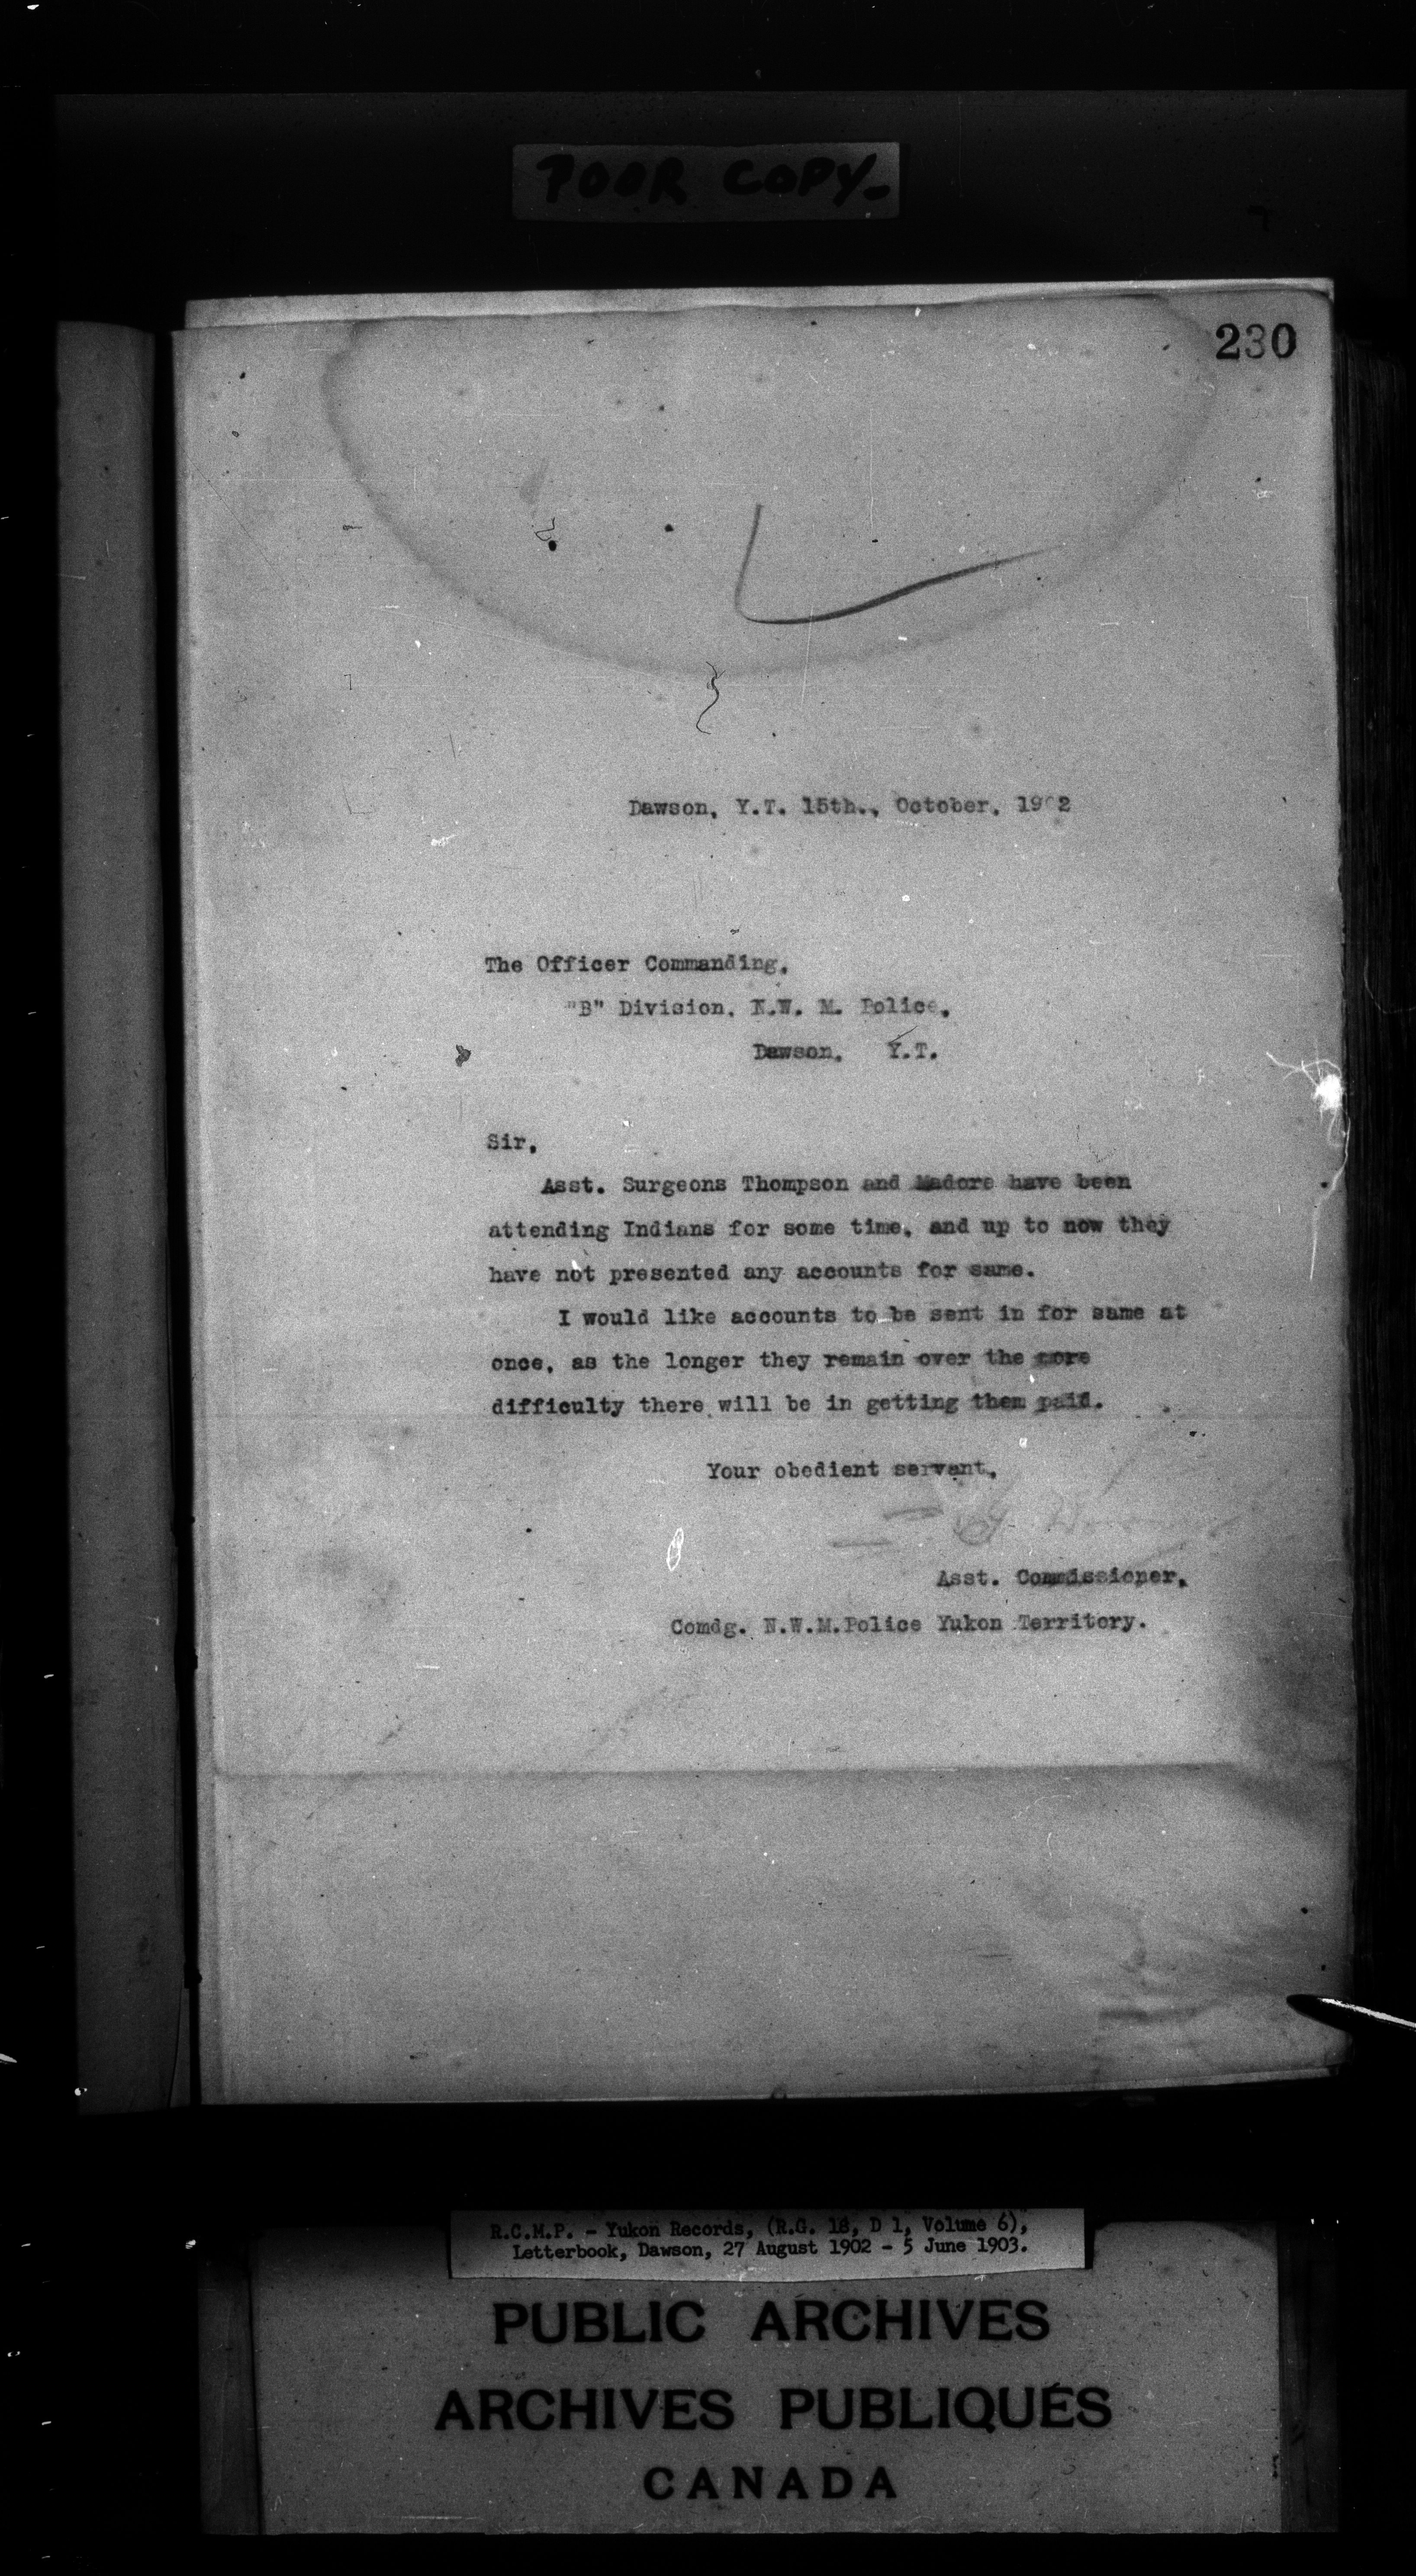 POOR COPY-
230
Dawson, Y.T. 15th., October, 1902
The Officer Commanding,
"B" Division, N.W. M. Police,
Dawson, Y.T.
Sir,
Asst. Surgeons Thompson and Madore have been
attending Indians for some time, and up to now they
have not presented any accounts for same.
I would like accounts to be sent in for same at
once, as the longer they remain over the more
difficulty there will be in getting them paid.
Your obedient servant,
Asst. Commissioner,
Comdg. N.W.M.Police Yukon Territory.
R.C.M.P. - Yukon Records, (R.G. 18, D 1, Volume 6),
Letterbook, Dawson, 27 August 1902 - 5 June 1903.
PUBLIC ARCHIVES
ARCHIVES PUBLIQUES
CANADA